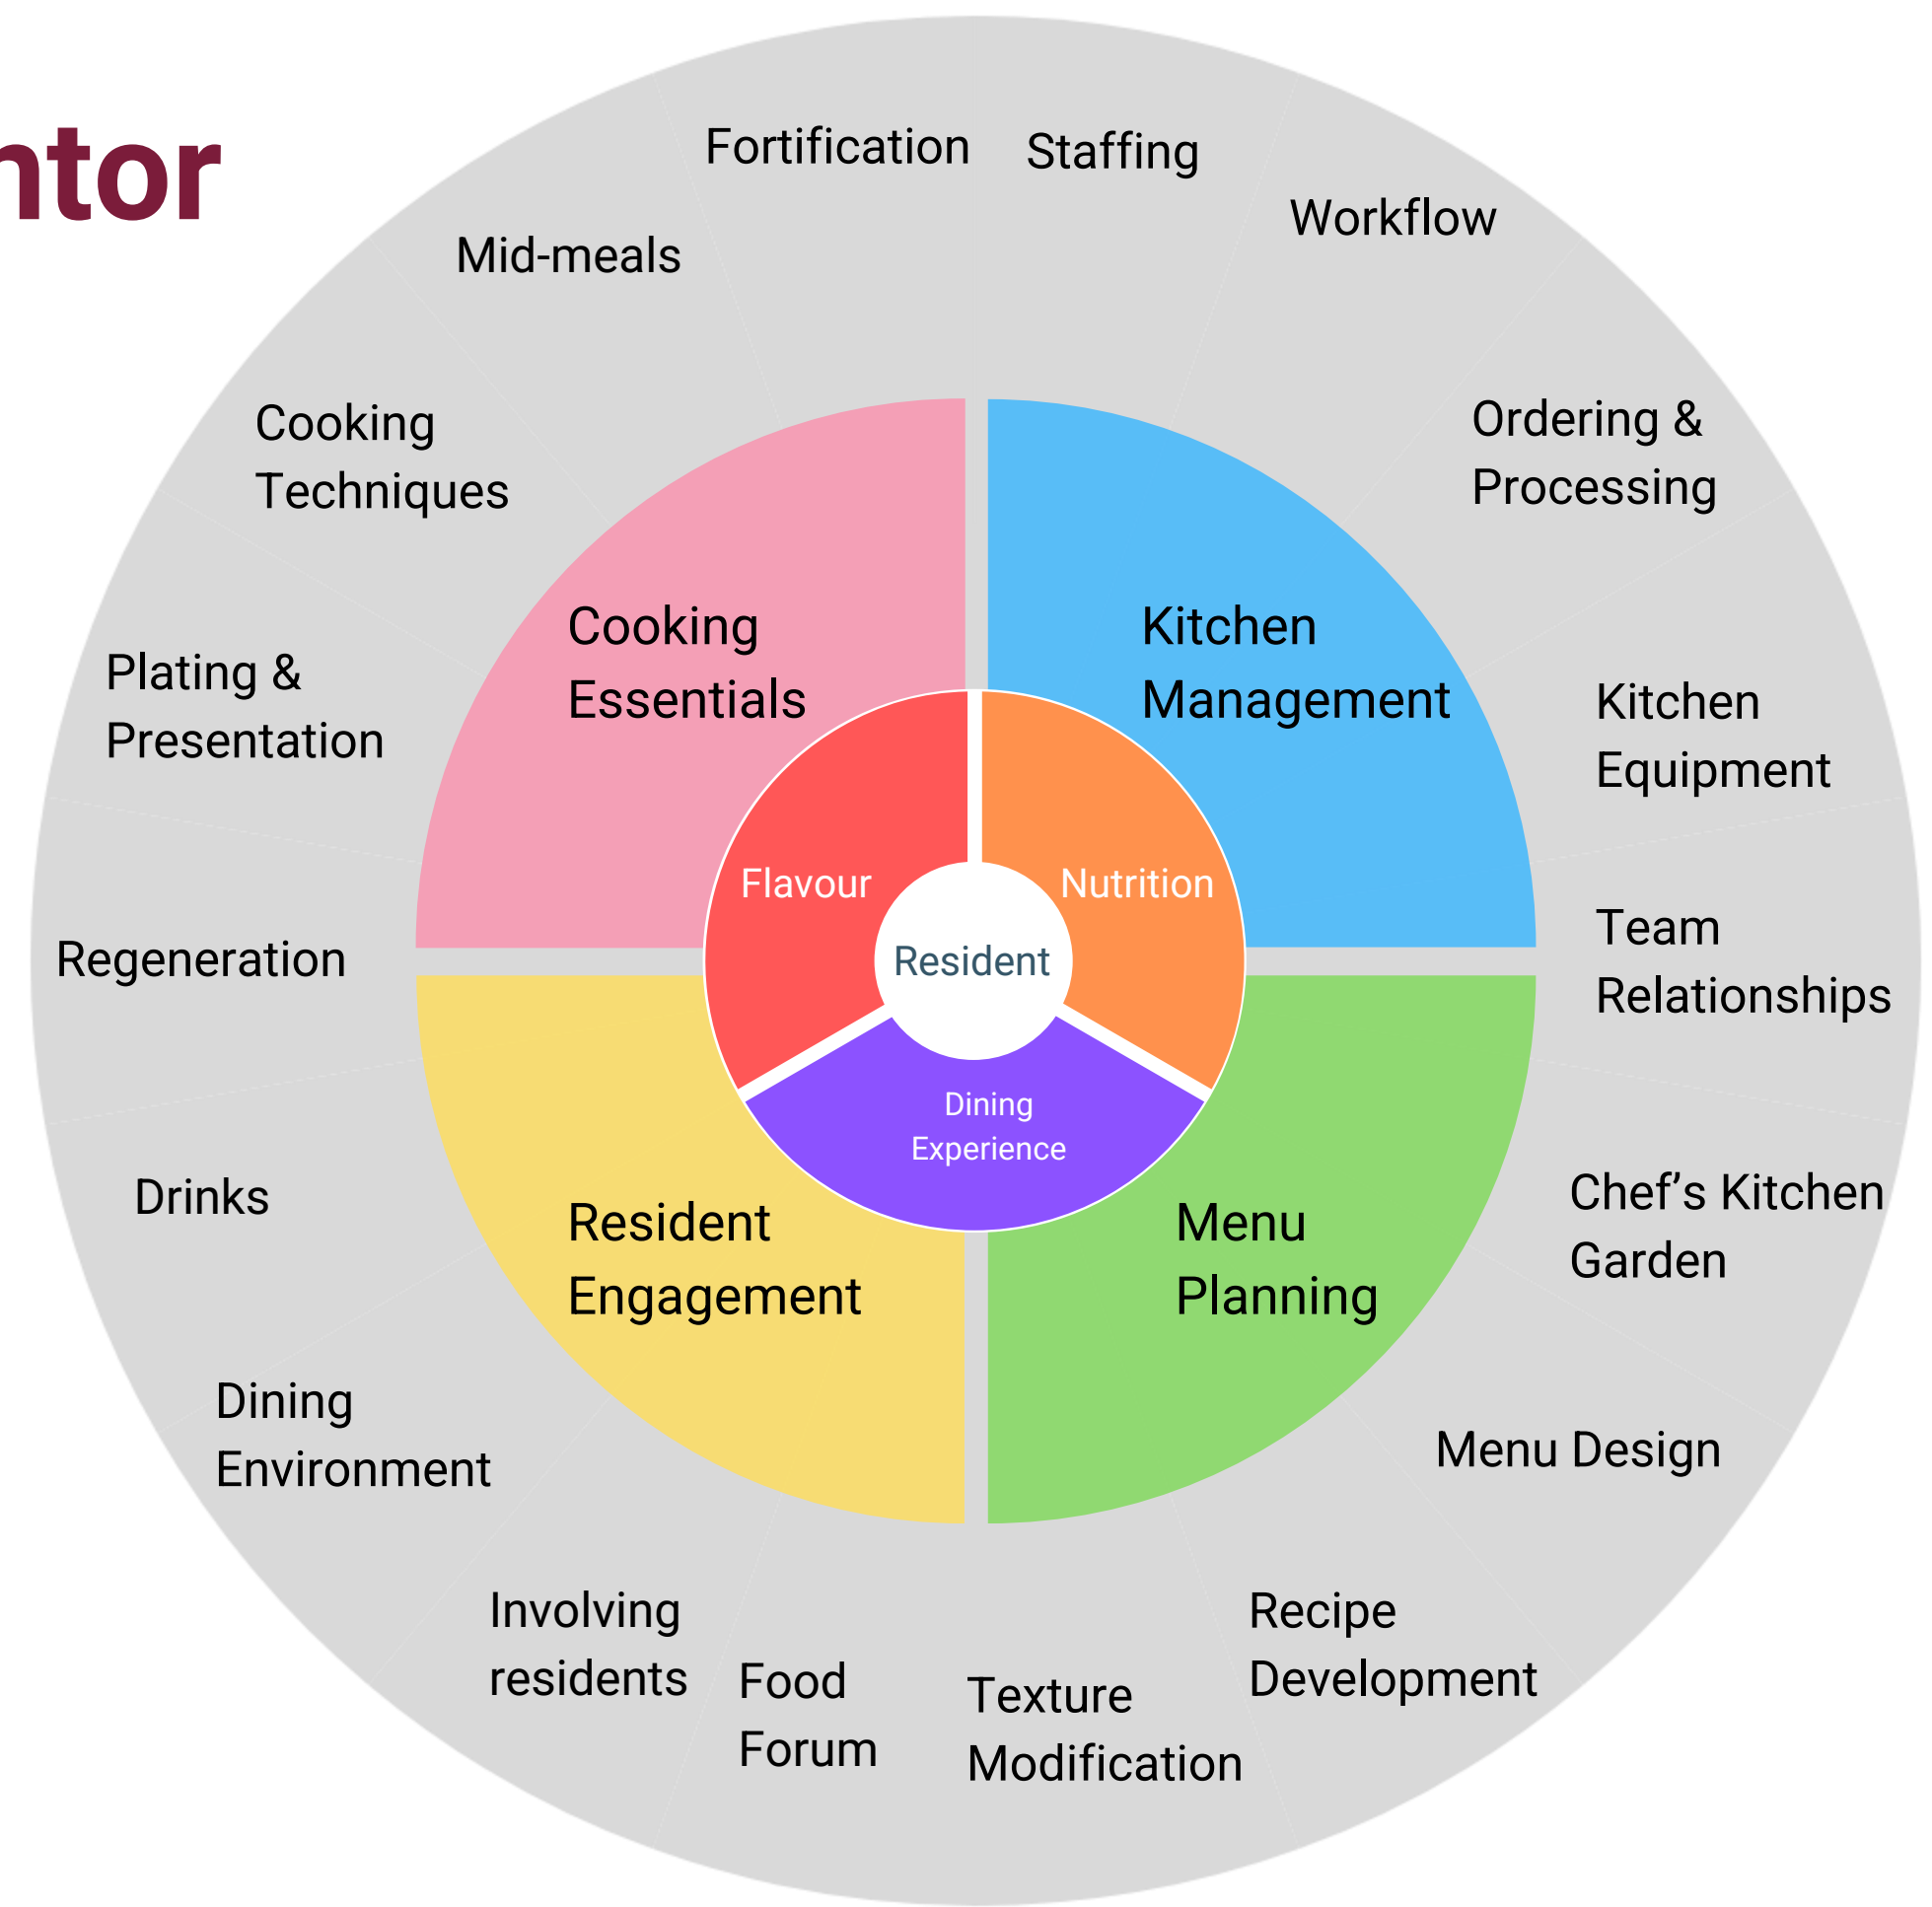 ntor
Fortification
Staffing
Workflow
Ordering &
Processing
Kitchen
Equipment
Team
Relationships
Chef’s Kitchen
Garden
Menu Design
Recipe
Development
Texture
Modification
Food
Forum
Involving
residents
Dining
Environment
Drinks
Regeneration
Plating &
Presentation
Cooking
Techniques
Mid-meals
Cooking
Essentials
Kitchen
Management
Menu
Planning
Resident
Engagement
Flavour
Nutrition
Dining
Experience
Resident